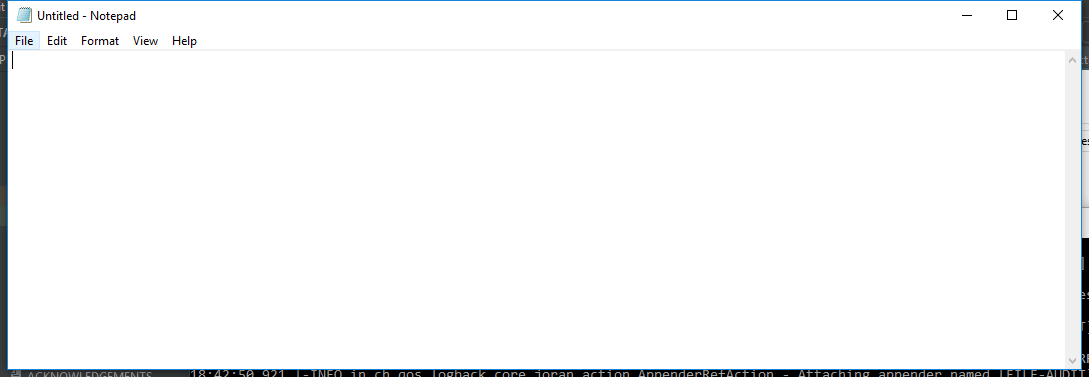 Untitled - Notepad
File Edit Format View Help
ACKNOWLEDGEMENTS 18:42:50,921 |-INFO in ch.qos.logback.core.joran.action.AppenderRefAction - Attaching appender named [FILE-AUDIT